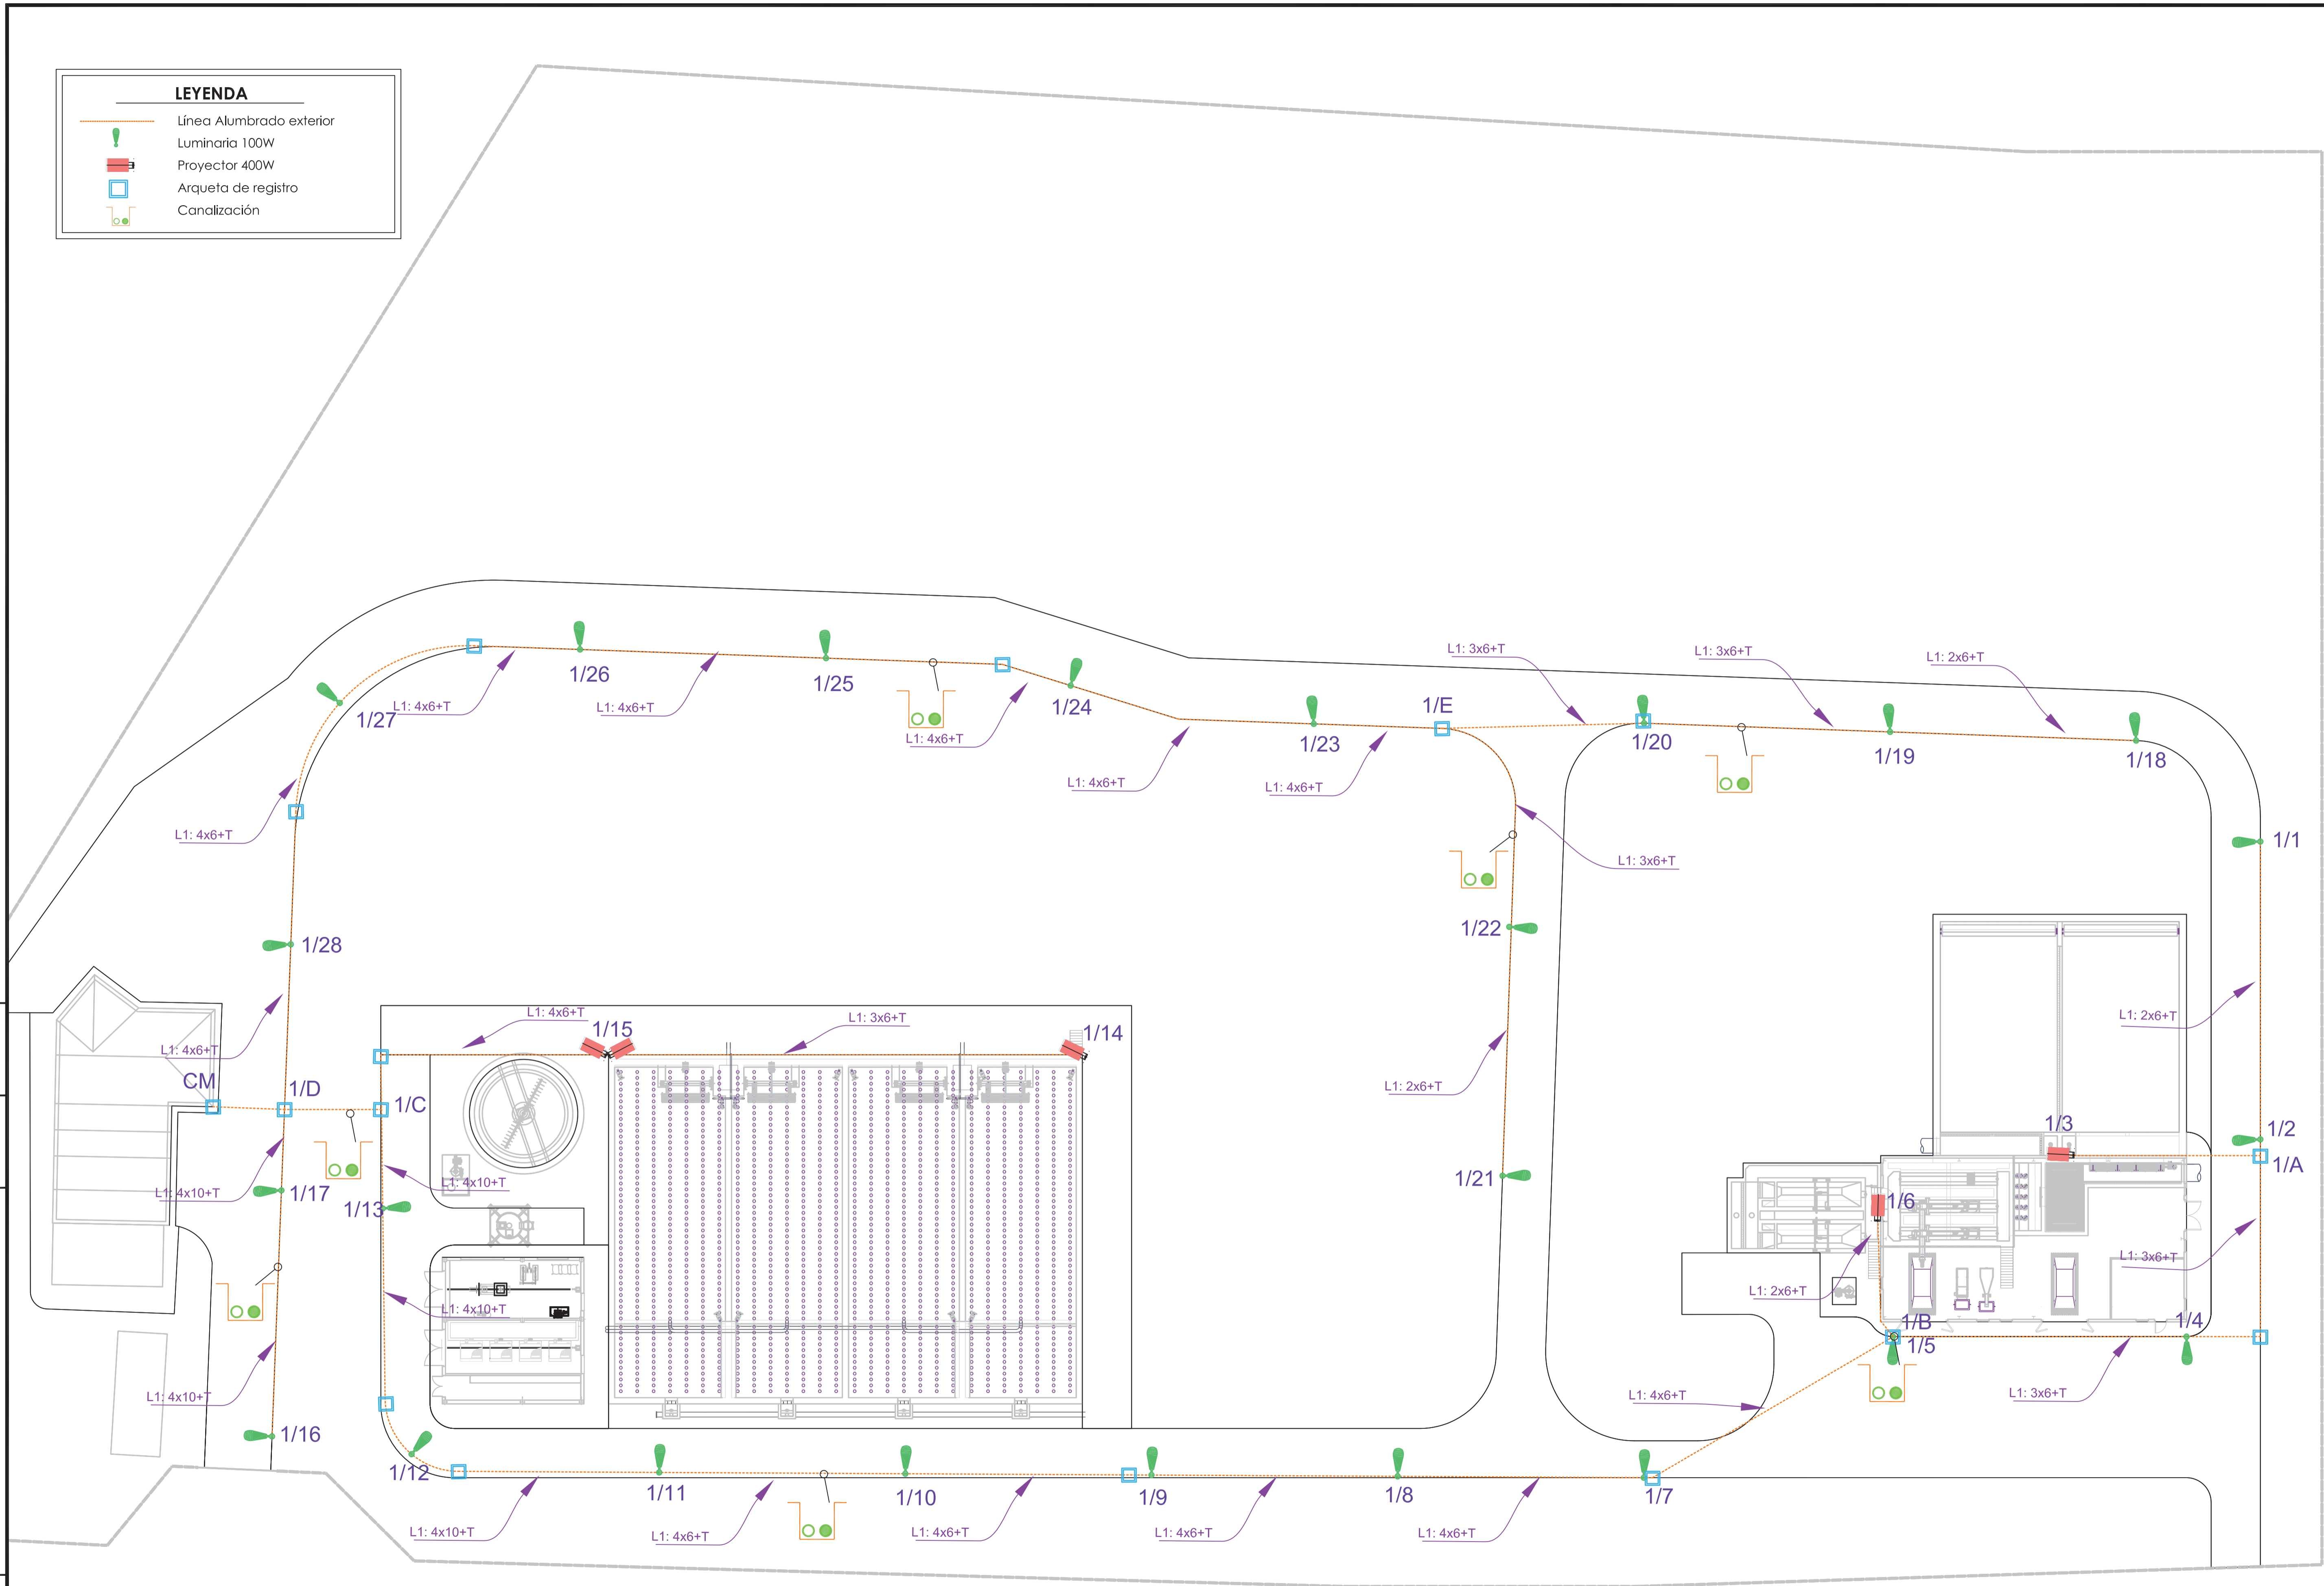 LEYENDA
Línea Alumbrado exterior
Luminaria 100W
Proyector 400W
Arqueta de registro
Canalización
1/26
1/25
1/24
1/E
1/23
1/20
1/19
1/18
1/27
L1: 4x6+T
L1: 4x6+T
L1: 4x6+T
L1: 4x6+T
L1: 4x6+T
L1: 3x6+T
L1: 3x6+T
L1: 2x6+T
L1: 4x6+T
L1: 3x6+T
1/1
1/28
1/22
L1: 4x6+T
L1: 4x6+T
1/15
L1: 3x6+T
1/14
L1: 2x6+T
CM
1/D
1/C
L1: 2x6+T
1/3
1/2
1/A
L1: 4x10+T
1/17
1/13
L1: 4x10+T
1/21
1/6
L1: 4x10+T
L1: 2x6+T
L1: 3x6+T
1/B
1/5
1/4
L1: 4x10+T
L1: 4x6+T
L1: 3x6+T
1/16
1/12
1/11
1/10
1/9
1/8
1/7
L1: 4x10+T
L1: 4x6+T
L1: 4x6+T
L1: 4x6+T
L1: 4x6+T